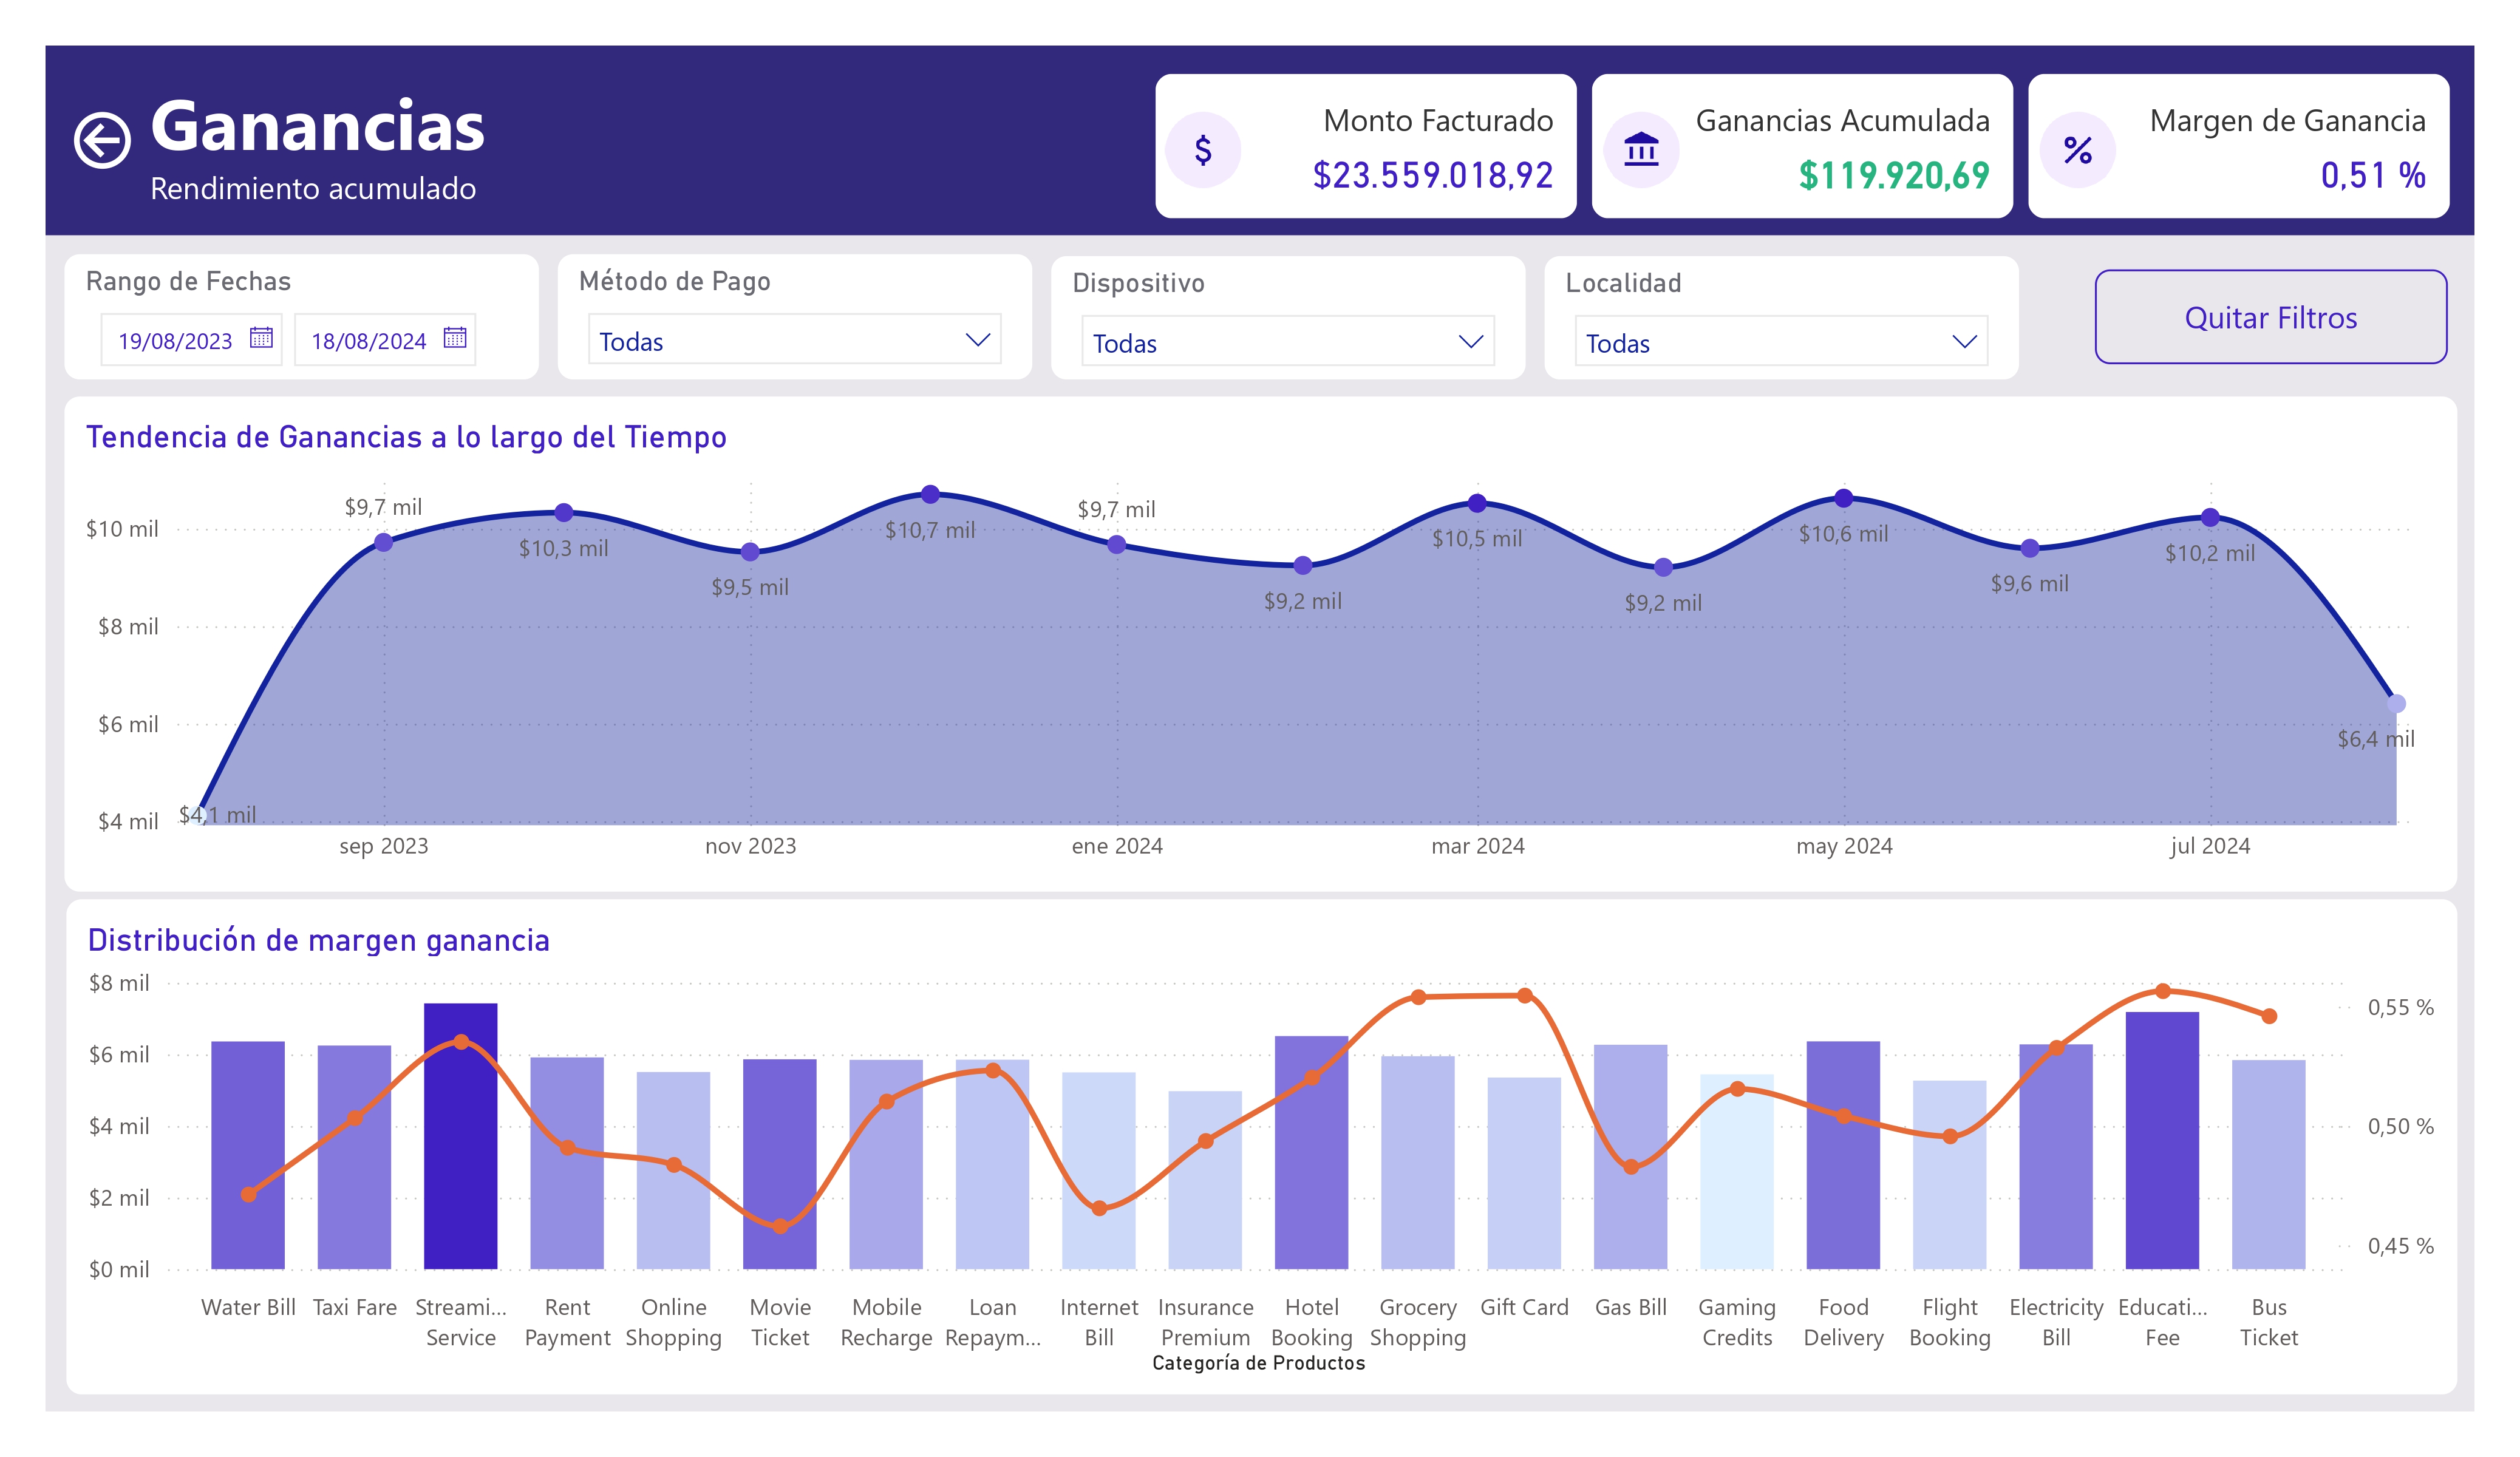 Ganancias
Rendimiento acumulado
$
Monto Facturado
$23.559.018,92
Ganancias Acumulada
$119.920,69
%
Margen de Ganancia
0,51 %
Rango de Fechas
19/08/2023
18/08/2024
Método de Pago
Todas
Dispositivo
Todas
Localidad
Todas
Quitar Filtros
Tendencia de Ganancias a lo largo del Tiempo
$10 mil
$8 mil
$6 mil
$4 mil
$4,1 mil
$9,7 mil
$10,3 mil
$9,5 mil
$10,7 mil
$9,7 mil
$9,2 mil
$10,5 mil
$9,2 mil
$10,6 mil
$9,6 mil
$10,2 mil
$6,4 mil
sep 2023
nov 2023
ene 2024
mar 2024
may 2024
jul 2024
Distribución de margen ganancia
$8 mil
$6 mil
$4 mil
$2 mil
$0 mil
0,55 %
0,50 %
0,45 %
Water Bill
Taxi Fare
Streami...
Service
Rent
Payment
Online
Shopping
Movie
Ticket
Mobile
Recharge
Loan
Repaym...
Internet
Bill
Insurance
Premium
Hotel
Booking
Grocery
Shopping
Gift Card
Gas Bill
Gaming
Credits
Food
Delivery
Flight
Booking
Electricity
Bill
Educati...
Fee
Bus
Ticket
Categoría de Productos